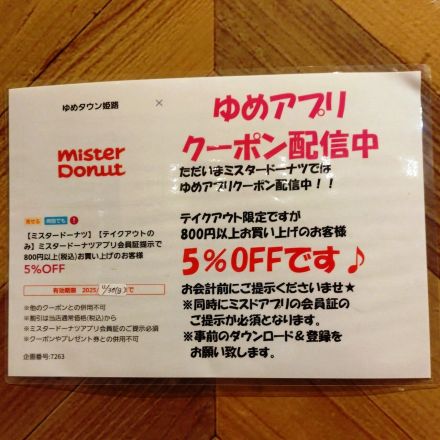 ゆめタウン姫路
×
mister
Donut
見せる 何回でも !
【ミスタードーナツ】【テイクアウトの
み】ミスタードーナツアプリ会員証提示で
800円以上(税込)お買い上げのお客様
5%OFF
有効期限 2025/
まで
※他のクーポンとの併用不可
※割引は当店通常価格(税込)から
※ミスタードーナツアプリ会員証のご提示必須
※クーポンやプレゼント券との併用不可
企画番号:7263
ゆめアプリ
クーポン配信中
ただいまミスタードーナツでは
ゆめアプリクーポン配信中！！
テイクアウト限定ですが
800円以上お買い上げのお客様
5%OFFです♪
お会計前にご提示くださいませ★
※同時にミスドアプリの会員証の
ご提示が必須となります。
※事前のダウンロード＆登録を
お願い致します。